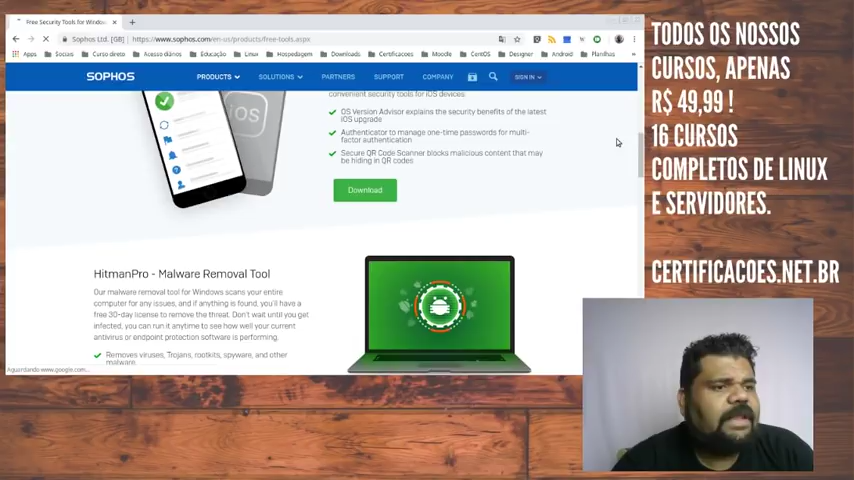 Free Security Tools for Window
Sophos Ltd. [GB] https://www.sophos.com/en-us/products/free-tools.aspx
Apps Sociais Curso direto Acesso diários Educação Linux Hospedagem Downloads Certificacoes Moodle CentOS Designer Android Planilhas
SOPHOS PRODUCTS SOLUTIONS PARTNERS SUPPORT COMPANY SIGN IN
convenient security tools for iOS devices:
OS Version Advisor explains the security benefits of the latest
iOS upgrade
Authenticator to manage one-time passwords for multi-
factor authentication
Secure QR Code Scanner blocks malicious content that may
be hiding in QR codes
Download
iOS
HitmanPro - Malware Removal Tool
Our malware removal tool for Windows scans your entire
computer for any issues, and if anything is found, you'll have a
free 30-day license to remove the threat. Don't wait until you get
infected, you can run it anytime to see how well your current
antivirus or endpoint protection software is performing.
Removes viruses, Trojans, rootkits, spyware, and other
malware
Aguardando www.google.com...
TODOS OS NOSSOS
CURSOS, APENAS
R$ 49,99 !
16 CURSOS
COMPLETOS DE LINUX
E SERVIDORES.
CERTIFICACOES.NET.BR